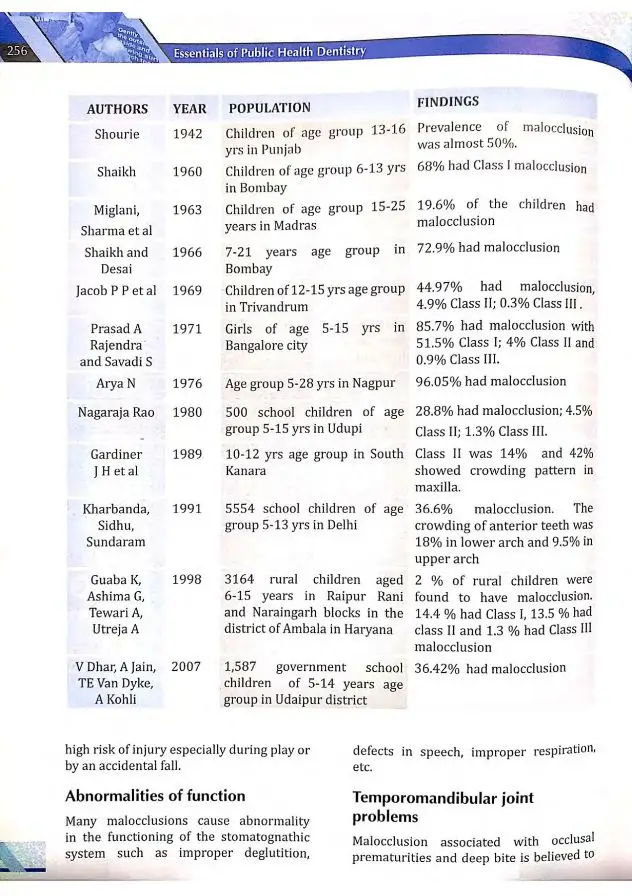 256
Essentials of Public Health Dentistry
AUTHORS YEAR POPULATION FINDINGS
Shourie 1942 Children of age group 13-16 Prevalence of malocclusion
yrs in Punjab was almost 50%.
Shaikh 1960 Children of age group 6-13 yrs 68% had Class I malocclusion
in Bombay
Miglani, 1963 Children of age group 15-25 19.6% of the children had
Sharma et al years in Madras malocclusion
Shaikh and 1966 7-21 years age group in 72.9% had malocclusion
Desai Bombay
Jacob P P et al 1969 Children of 12-15 yrs age group 44.97% had malocclusion,
in Trivandrum 4.9% Class II; 0.3% Class III.
Prasad A 1971 Girls of age 5-15 yrs in 85.7% had malocclusion with
Rajendra Bangalore city 51.5% Class I; 4% Class II and
and Savadi S 0.9% Class III.
Arya N 1976 Age group 5-28 yrs in Nagpur 96.05% had malocclusion
Nagaraja Rao 1980 500 school children of age 28.8% had malocclusion; 4.5%
group 5-15 yrs in Udupi Class II; 1.3% Class III.
Gardiner 1989 10-12 yrs age group in South Class II was 14% and 42%
J H et al Kanara showed crowding pattern in
maxilla.
Kharbanda, 1991 5554 school children of age 36.6% malocclusion. The
Sidhu, group 5-13 yrs in Delhi crowding of anterior teeth was
Sundaram 18% in lower arch and 9.5% in
upper arch
Guaba K, 1998 3164 rural children aged 2 % of rural children were
Ashima G, 6-15 years in Raipur Rani found to have malocclusion.
Tewari A, and Naraingarh blocks in the 14.4 % had Class I, 13.5 % had
Utreja A district of Ambala in Haryana class II and 1.3 % had Class III
malocclusion
V Dhar, A Jain, 2007 1,587 government school 36.42% had malocclusion
TE Van Dyke, children of 5-14 years age
A Kohli group in Udaipur district
high risk of injury especially during play or
by an accidental fall.
Abnormalities of function
Many malocclusions cause abnormality
in the functioning of the stomatognathic
system such as improper deglutition,
defects in speech, improper respiration,
etc.
Temporomandibular joint
problems
Malocclusion associated with occlusal
prematurities and deep bite is believed to